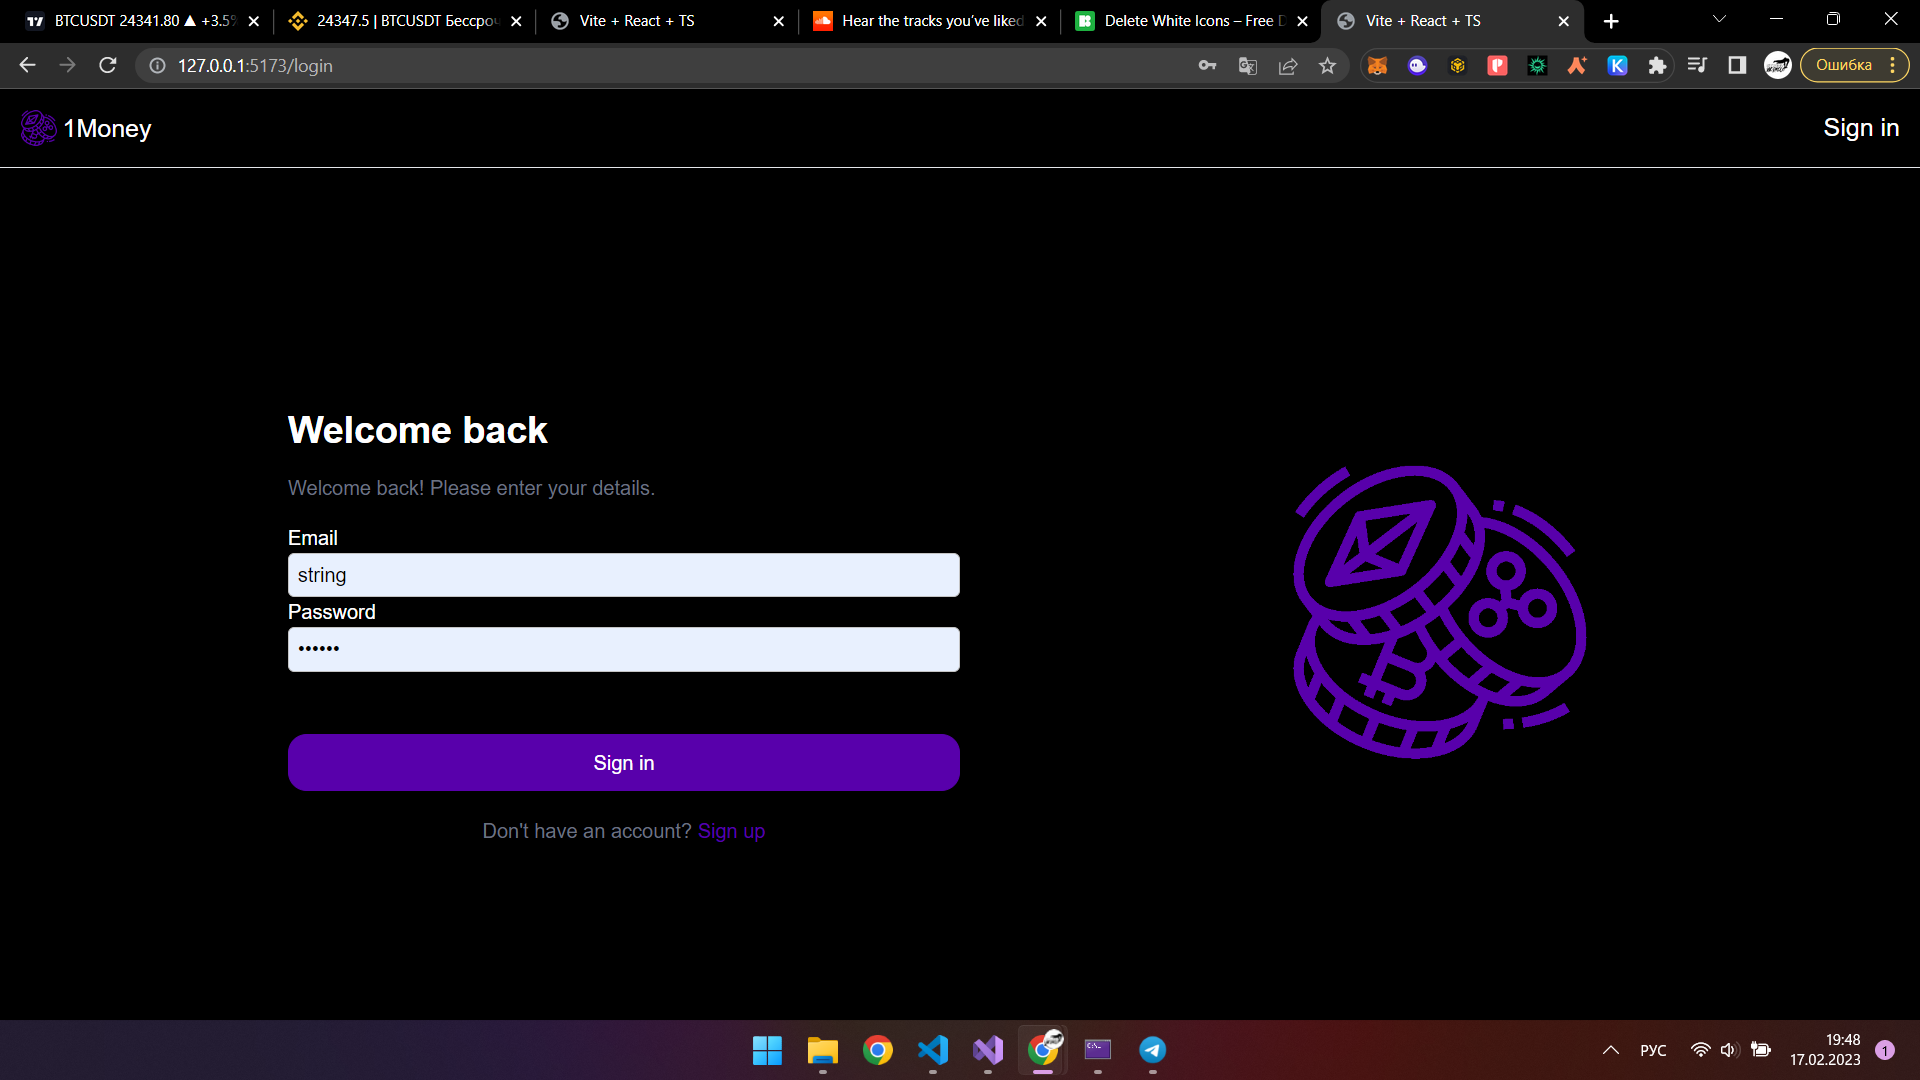 BTCUSDT 24341.80 ▲ +3.5%
24347.5 | BTCUSDT Бессроч
Vite + React + TS
Hear the tracks you've liked
Delete White Icons – Free D
Vite + React + TS
127.0.0.1:5173/login
Ошибка
1Money
Sign in
Welcome back
Welcome back! Please enter your details.
Email
string
Password
••••••
Sign in
Don't have an account? Sign up
РУС
19:48
17.02.2023
1